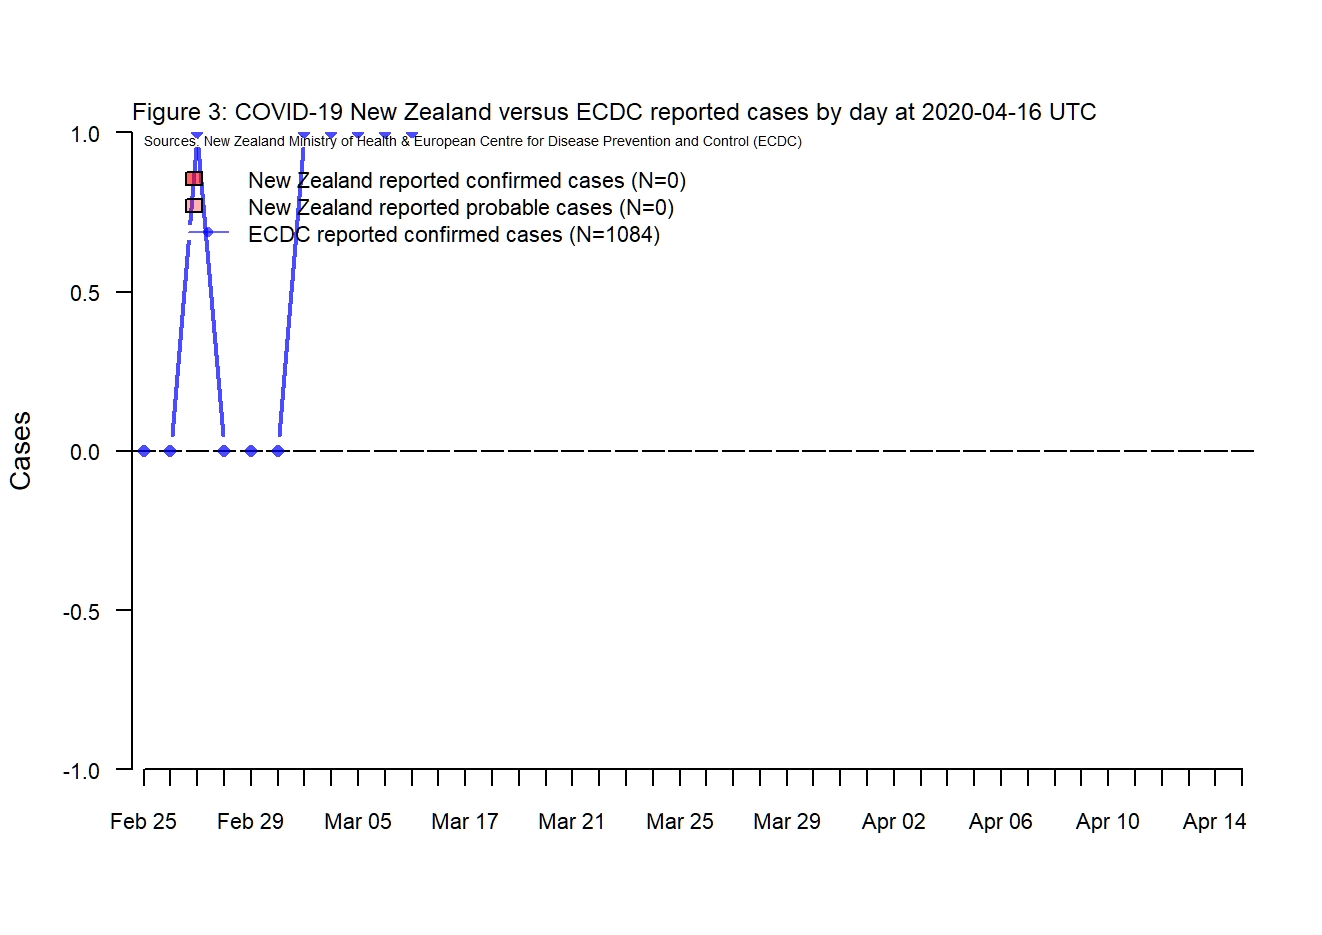 Figure 3: COVID-19 New Zealand versus ECDC reported cases by day at 2020-04-16 UTC
Sources: New Zealand Ministry of Health & European Centre for Disease Prevention and Control (ECDC)
New Zealand reported confirmed cases (N=0)
New Zealand reported probable cases (N=0)
ECDC reported confirmed cases (N=1084)
Cases
1.0
0.5
0.0
-0.5
-1.0
Feb 25 Feb 29 Mar 05 Mar 17 Mar 21 Mar 25 Mar 29 Apr 02 Apr 06 Apr 10 Apr 14